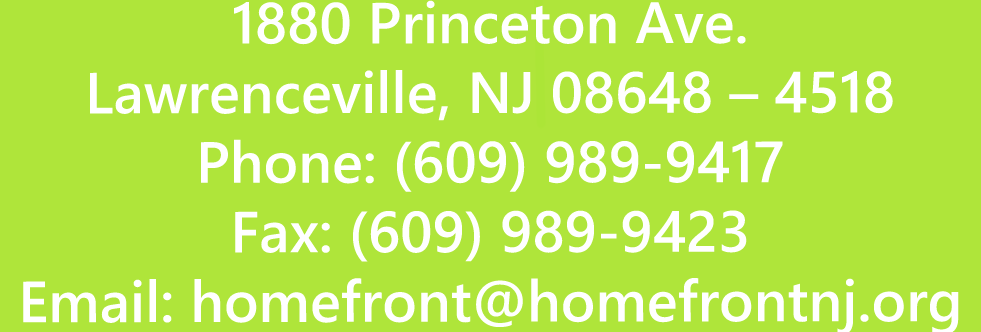 1880 Princeton Ave.
Lawrenceville, NJ 08648 – 4518
Phone: (609) 989-9417
Fax: (609) 989-9423
Email: homefront@homefrontnj.org